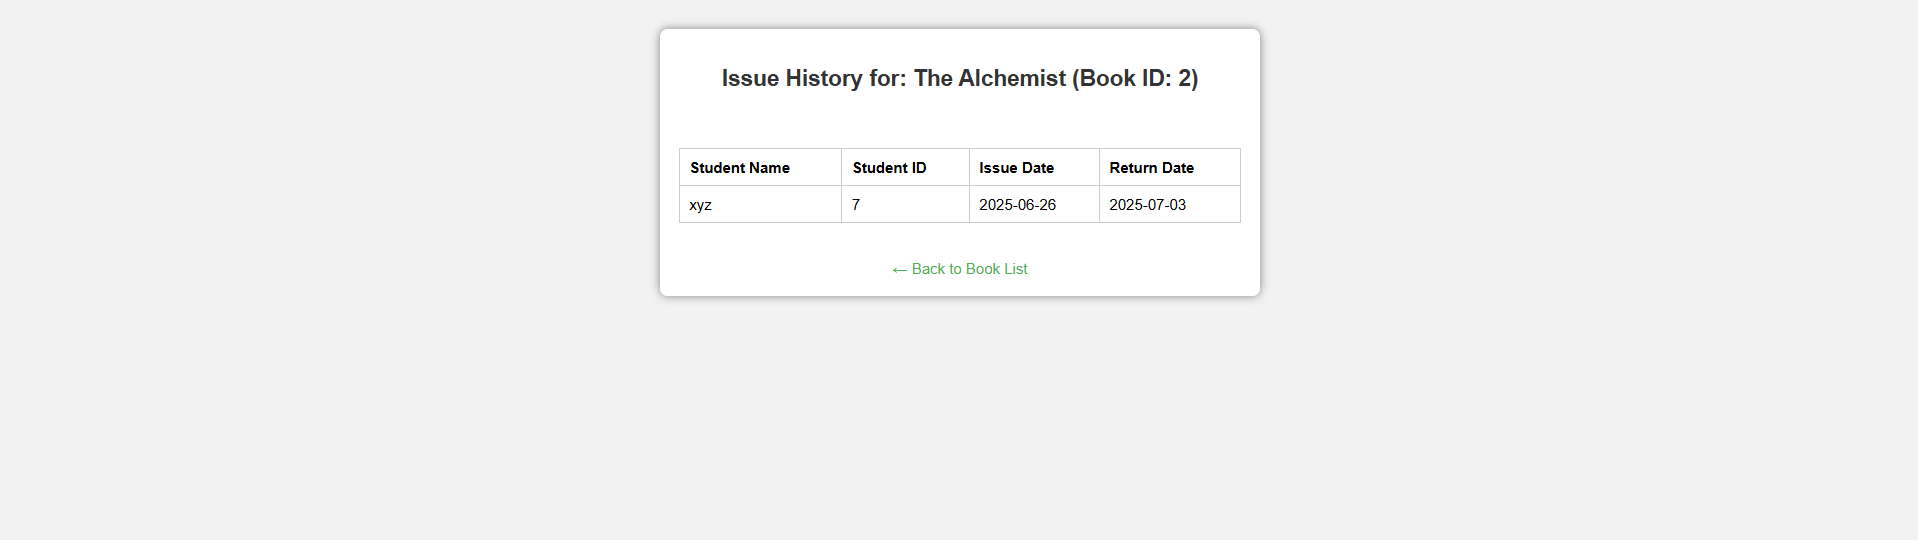 Issue History for: The Alchemist (Book ID: 2)
Student Name Student ID Issue Date Return Date
xyz 7 2025-06-26 2025-07-03
← Back to Book List